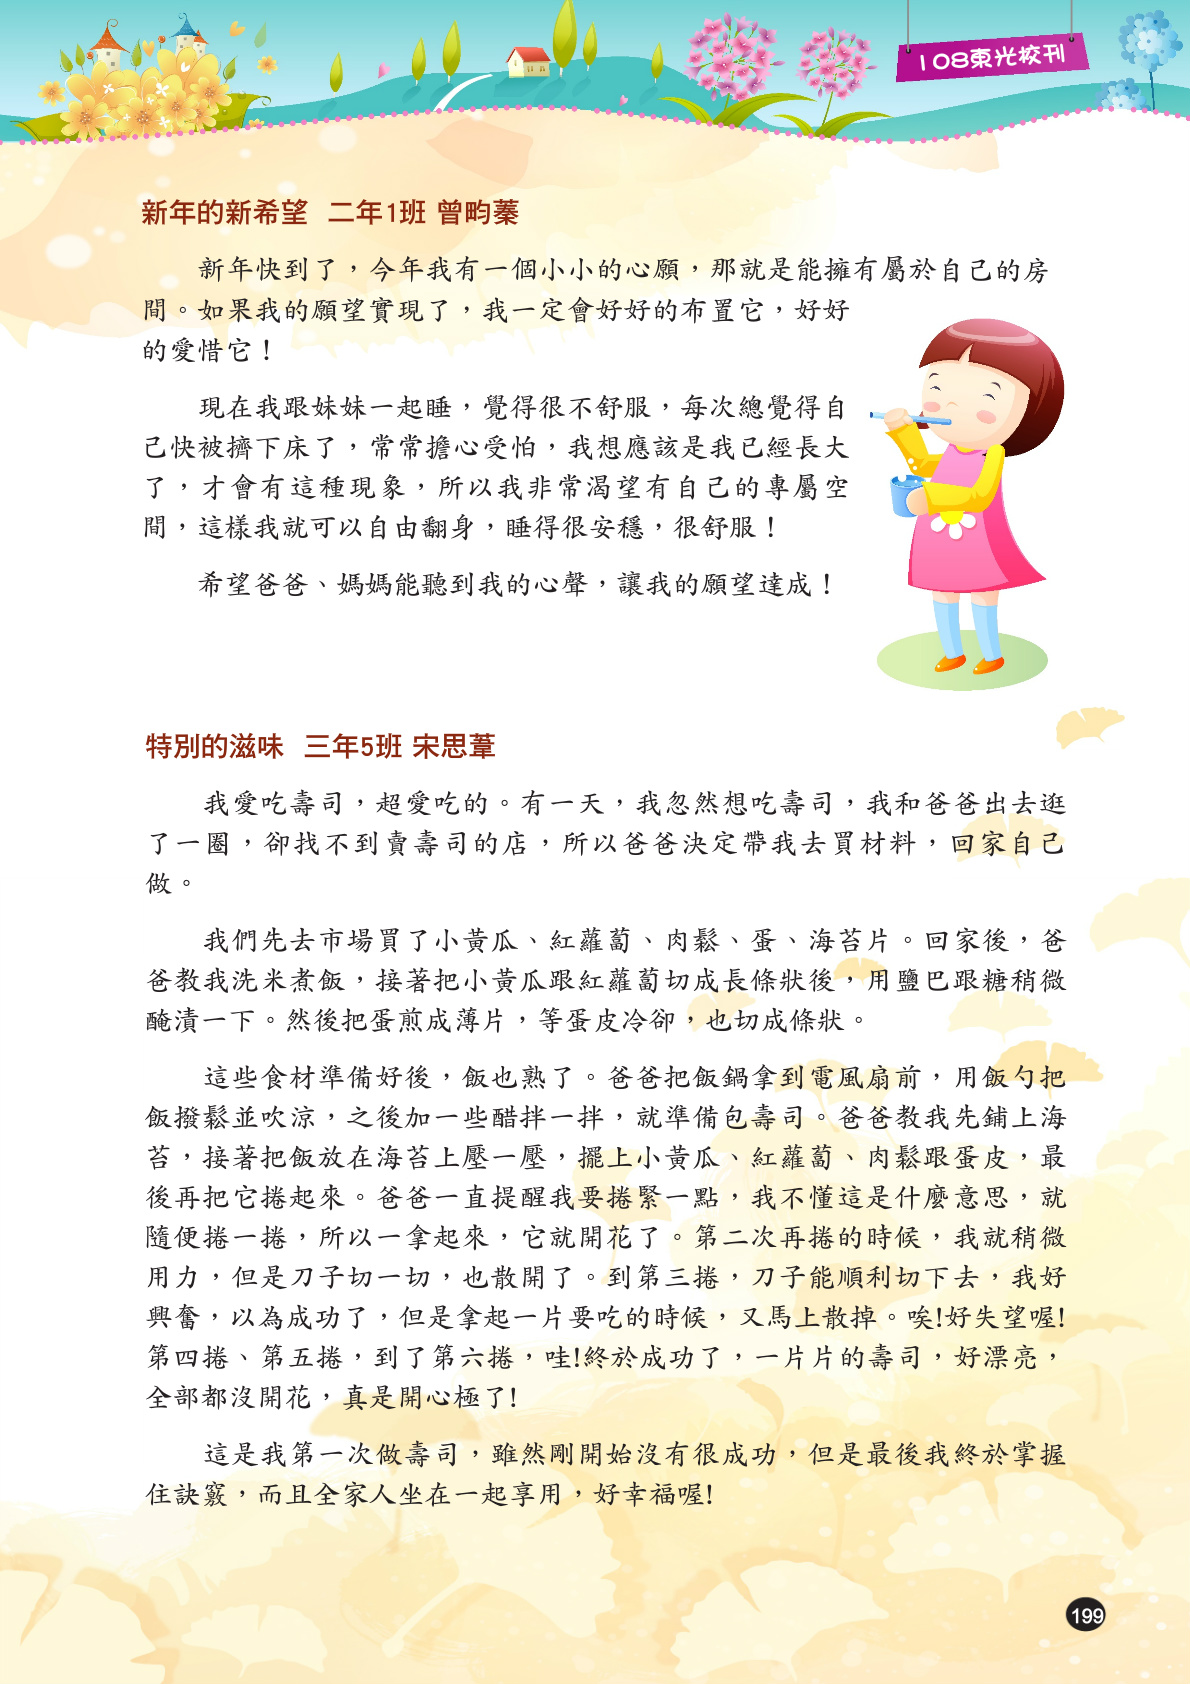 108東光校刊
新年的新希望 二年1班 曾畇蓁
新年快到了，今年我有一個小小的心願，那就是能擁有屬於自己的房
間。如果我的願望實現了，我一定會好好的布置它，好好
的愛惜它！
現在我跟妹妹一起睡，覺得很不舒服，每次總覺得自
己快被擠下床了，常常擔心受怕，我想應該是我已經長大
了，才會有這種現象，所以我非常渴望有自己的專屬空
間，這樣我就可以自由翻身，睡得很安穩，很舒服！
希望爸爸、媽媽能聽到我的心聲，讓我的願望達成！
特別的滋味 三年5班 宋思葦
我愛吃壽司，超愛吃的。有一天，我忽然想吃壽司，我和爸爸出去逛
了一圈，卻找不到賣壽司的店，所以爸爸決定帶我去買材料，回家自己
做。
我們先去市場買了小黃瓜、紅蘿蔔、肉鬆、蛋、海苔片。回家後，爸
爸教我洗米煮飯，接著把小黃瓜跟紅蘿蔔切成長條狀後，用鹽巴跟糖稍微
醃漬一下。然後把蛋煎成薄片，等蛋皮冷卻，也切成條狀。
這些食材準備好後，飯也熟了。爸爸把飯鍋拿到電風扇前，用飯勺把
飯撥鬆並吹涼，之後加一些醋拌一拌，就準備包壽司。爸爸教我先鋪上海
苔，接著把飯放在海苔上壓一壓，擺上小黃瓜、紅蘿蔔、肉鬆跟蛋皮，最
後再把它捲起來。爸爸一直提醒我要捲緊一點，我不懂這是什麼意思，就
隨便捲一捲，所以一拿起來，它就開花了。第二次再捲的時候，我就稍微
用力，但是刀子切一切，也散開了。到第三捲，刀子能順利切下去，我好
興奮，以為成功了，但是拿起一片要吃的時候，又馬上散掉。唉!好失望喔!
第四捲、第五捲，到了第六捲，哇!終於成功了，一片片的壽司，好漂亮，
全部都沒開花，真是開心極了!
這是我第一次做壽司，雖然剛開始沒有很成功，但是最後我終於掌握
住訣竅，而且全家人坐在一起享用，好幸福喔!
199